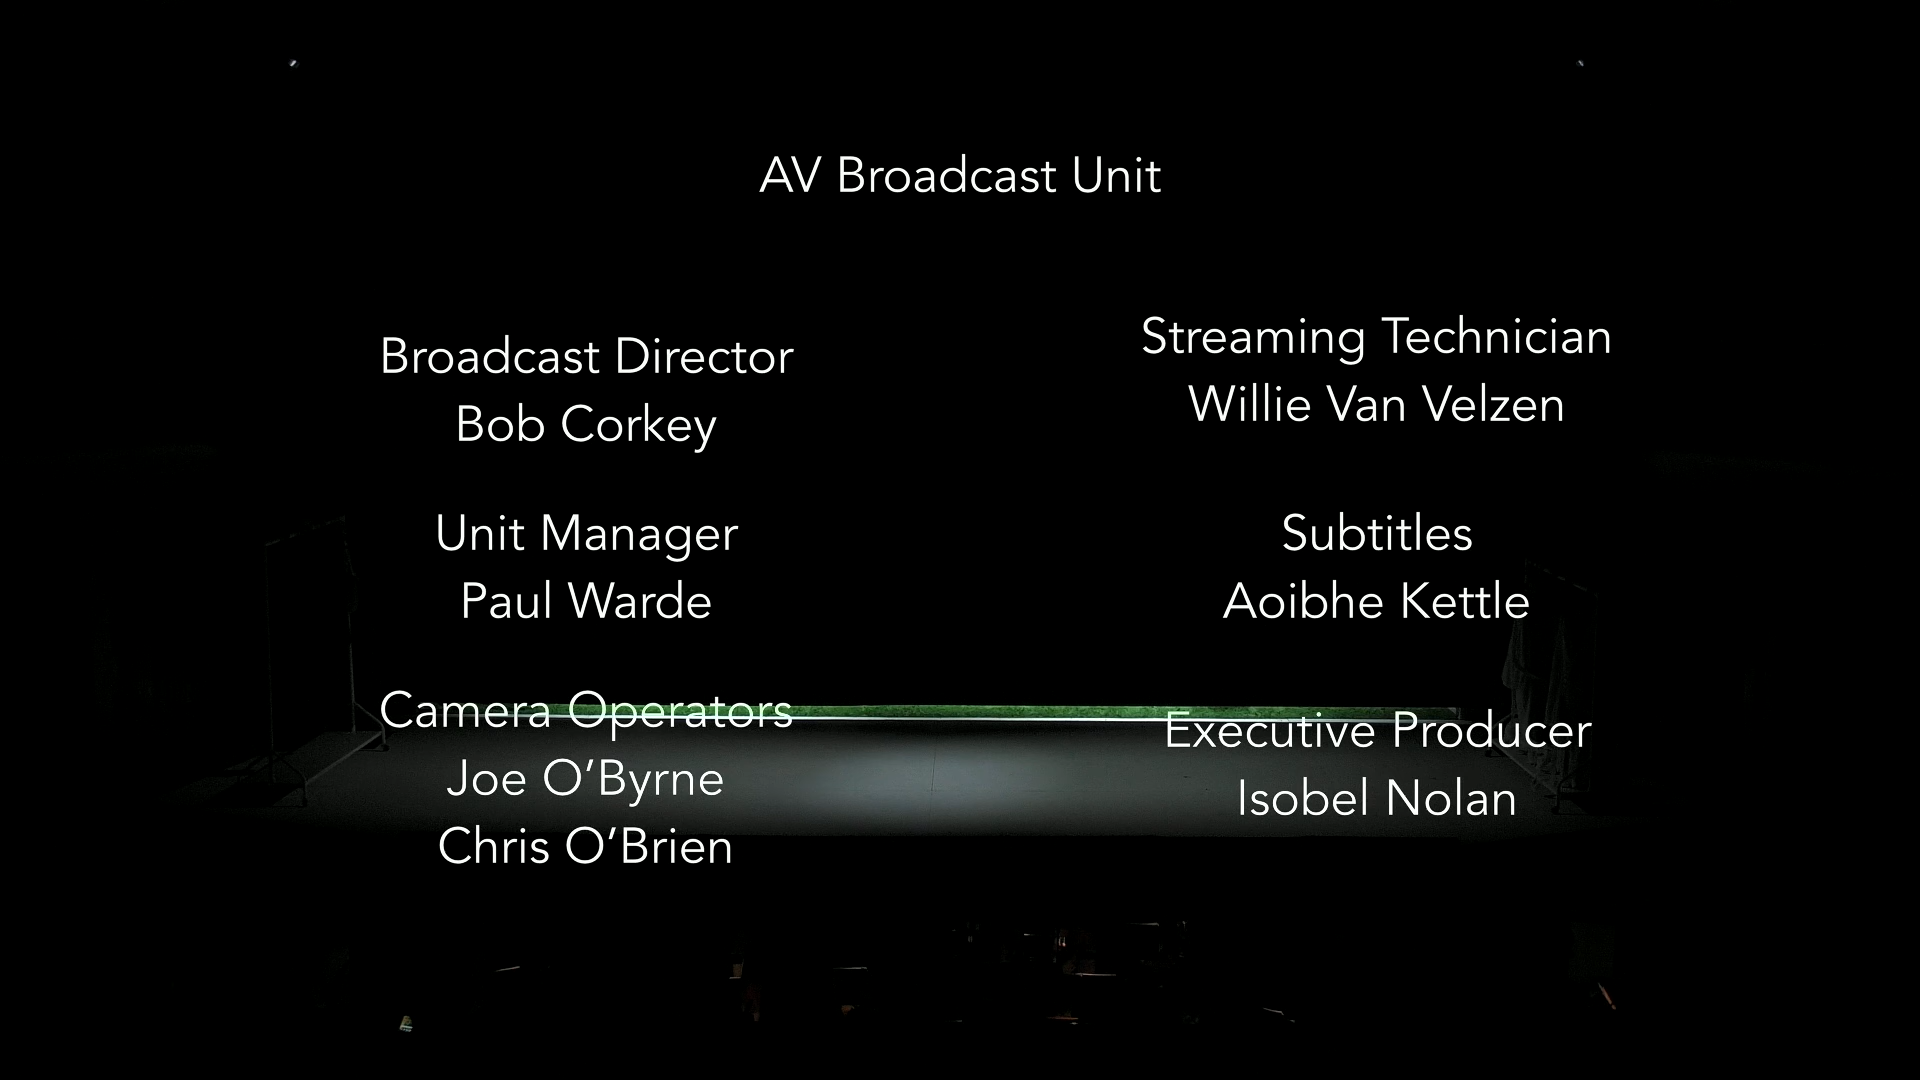 AV Broadcast Unit
Broadcast Director
Bob Corkey
Unit Manager
Paul Warde
Camera Operators
Joe O’Byrne
Chris O’Brien
Streaming Technician
Willie Van Velzen
Subtitles
Aoibhe Kettle
Executive Producer
Isobel Nolan